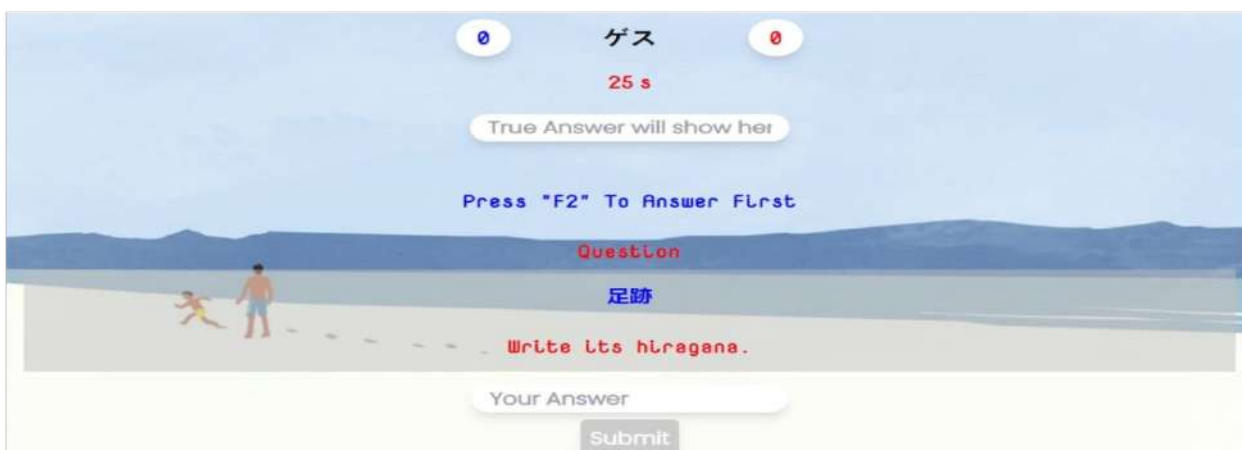 0 ゲス 0
25 s
True Answer will show her
Press "F2" To Answer First
Question
足跡
Write its hiragana.
Your Answer
Submit